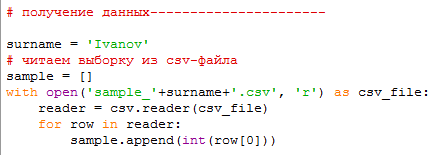 # получение данных----------------------
surname = 'Ivanov'
# читаем выборку из csv-файла
sample = []
with open('sample_'+surname+'.csv', 'r') as csv_file:
    reader = csv.reader(csv_file)
    for row in reader:
        sample.append(int(row[0]))